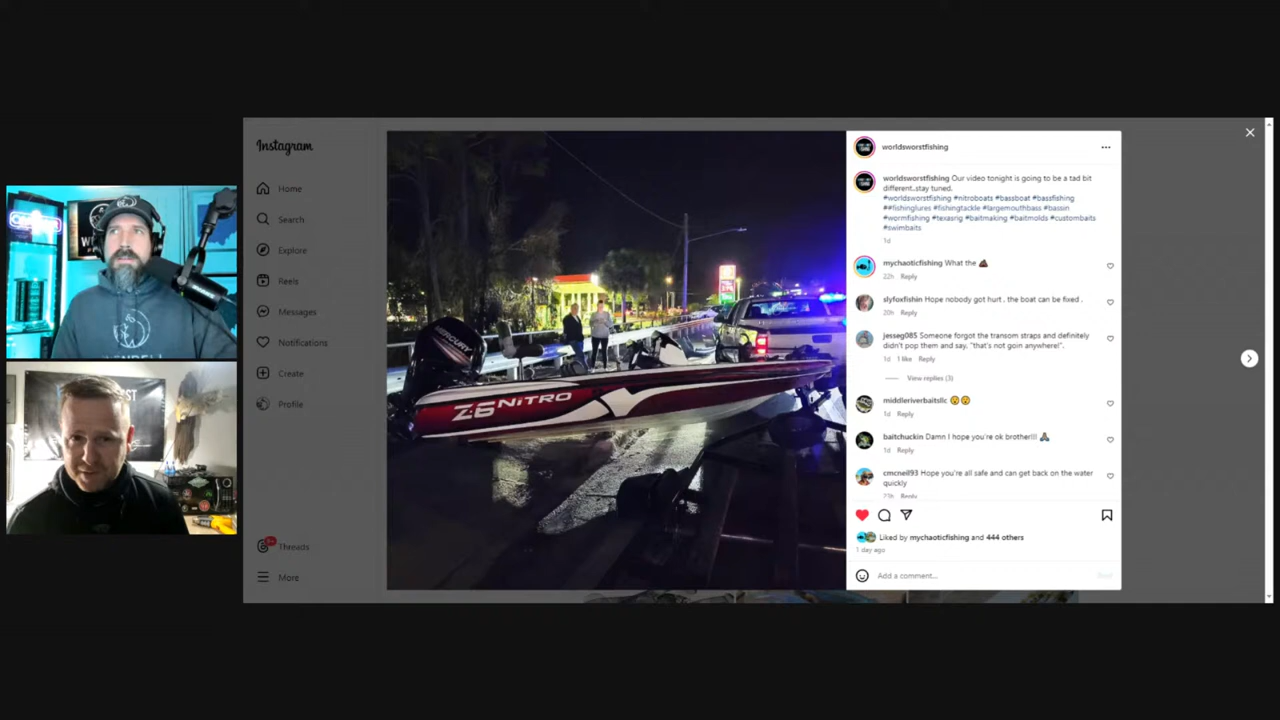 Instagram
Home
Search
Explore
Reels
Messages
Notifications
Create
Profile
Threads
More
MERCURY
Z-6 NITRO
worldsworstfishing
worldsworstfishing Our video tonight is going to be a tad bit
different..stay tuned.
#worldsworstfishing #nitroboats #bassboat #bassfishing
##fishinglures #fishingtackle #largemouthbass #bassin
#wormfishing #texasrig #baitmaking #baitmolds #custombaits
#swimbaits
1d
mychaoticfishing What the 💩
22h Reply
slyfoxfishin Hope nobody got hurt . the boat can be fixed .
20h Reply
jesseg085 Someone forgot the transom straps and definitely
didn't pop them and say, "that's not goin anywhere!".
1d 1 like Reply
View replies (3)
middleriverbaitsllc 😯😯
1d Reply
baitchuckin Damn I hope you're ok brother!!! 🙏
1d Reply
cmcneil93 Hope you're all safe and can get back on the water
quickly
Reply
Liked by mychaoticfishing and 444 others
1 day ago
Add a comment...
Post